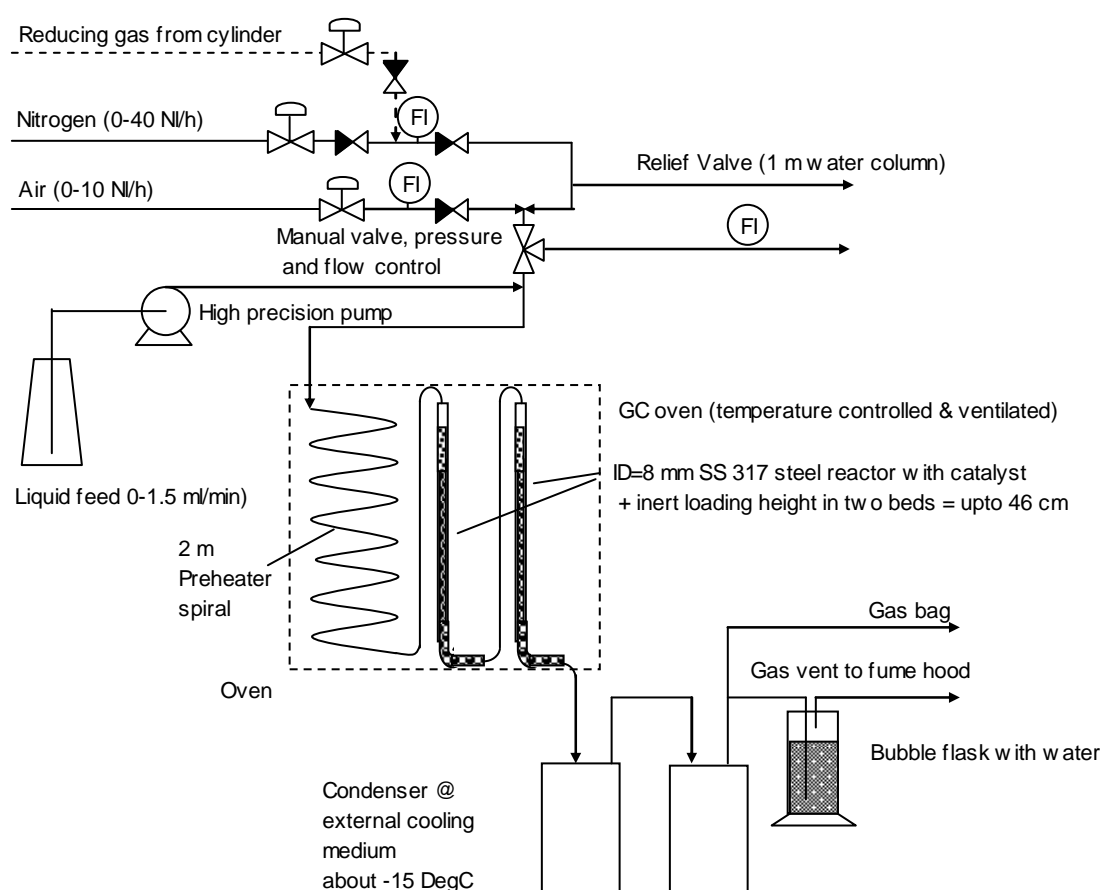 Reducing gas from cylinder
Nitrogen (0-40 Nl/h)
FI
Relief Valve (1 m water column)
Air (0-10 Nl/h)
FI
FI
Manual valve, pressure
and flow control
High precision pump
GC oven (temperature controlled & ventilated)
ID=8 mm SS 317 steel reactor with catalyst
+ inert loading height in two beds = upto 46 cm
Liquid feed 0-1.5 ml/min)
2 m
Preheater
spiral
Gas bag
Gas vent to fume hood
Oven
Bubble flask with water
Condenser @
external cooling
medium
about -15 DegC